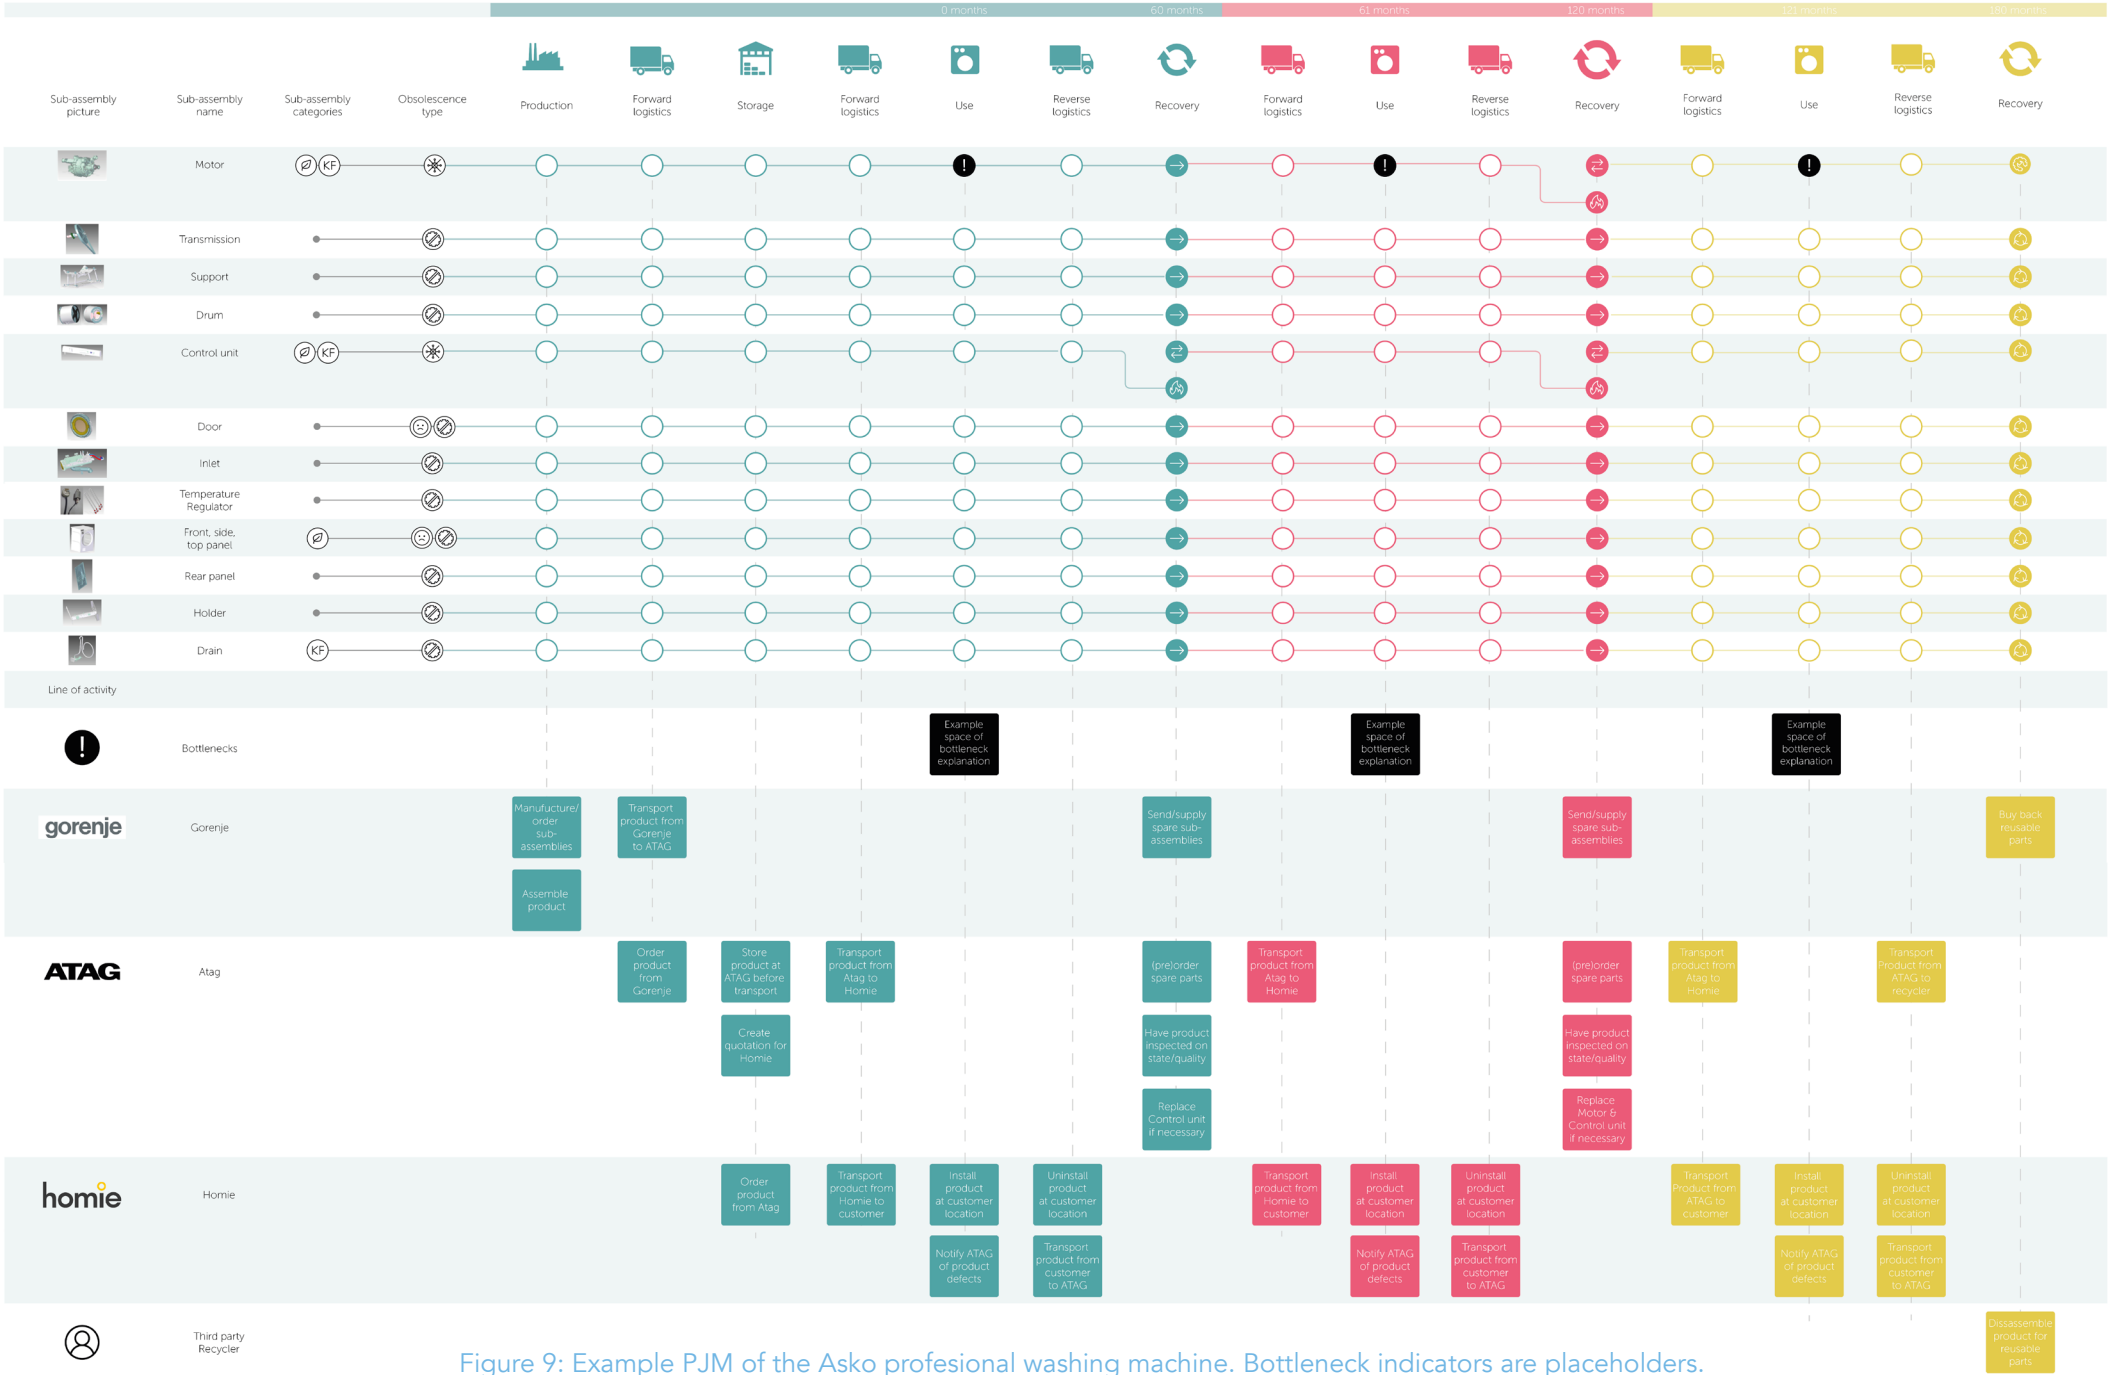 0 months
60 months
61 months
120 months
121 months
180 months
Sub-assembly
picture
Sub-assembly
name
Sub-assembly
categories
Obsolescence
type
Production
Forward
logistics
Storage
Forward
logistics
Use
Reverse
logistics
Recovery
Forward
logistics
Use
Reverse
logistics
Recovery
Forward
logistics
Use
Reverse
logistics
Recovery
Motor
KF
!
!
!
Transmission
Support
Drum
Control unit
KF
Door
Inlet
Temperature
Regulator
Front, side,
top panel
Rear panel
Holder
Drain
KF
Line of activity
!
Bottlenecks
Example
space of
bottleneck
explanation
Example
space of
bottleneck
explanation
Example
space of
bottleneck
explanation
gorenje
Gorenje
Manufucture/
order
sub-
assemblies
Transport
product from
Gorenje
to ATAG
Send/supply
spare sub-
assemblies
Send/supply
spare sub-
assemblies
Buy back
reusable
parts
Assemble
product
ATAG
Atag
Order
product
from
Gorenje
Store
product at
ATAG before
transport
Transport
product from
Atag to
Homie
(pre)order
spare parts
Transport
product from
Atag to
Homie
(pre)order
spare parts
Transport
product from
Atag to
Homie
Transport
Product from
ATAG to
recycler
Create
quotation for
Homie
Have product
inspected on
state/quality
Have product
inspected on
state/quality
Replace
Control unit
if necessary
Replace
Motor &
Control unit
if necessary
homie
Homie
Order
product
from Atag
Transport
product from
Homie to
customer
Install
product
at customer
location
Uninstall
product
at customer
location
Transport
product from
Homie to
customer
Install
product
at customer
location
Uninstall
product
at customer
location
Transport
Product from
ATAG to
customer
Install
product
at customer
location
Uninstall
product
at customer
location
Notify ATAG
of product
defects
Transport
product from
customer
to ATAG
Notify ATAG
of product
defects
Transport
product from
customer
to ATAG
Notify ATAG
of product
defects
Transport
product from
customer
to ATAG
Third party
Recycler
Dissassemble
product for
reusable
parts
Figure 9: Example PJM of the Asko profesional washing machine. Bottleneck indicators are placeholders.